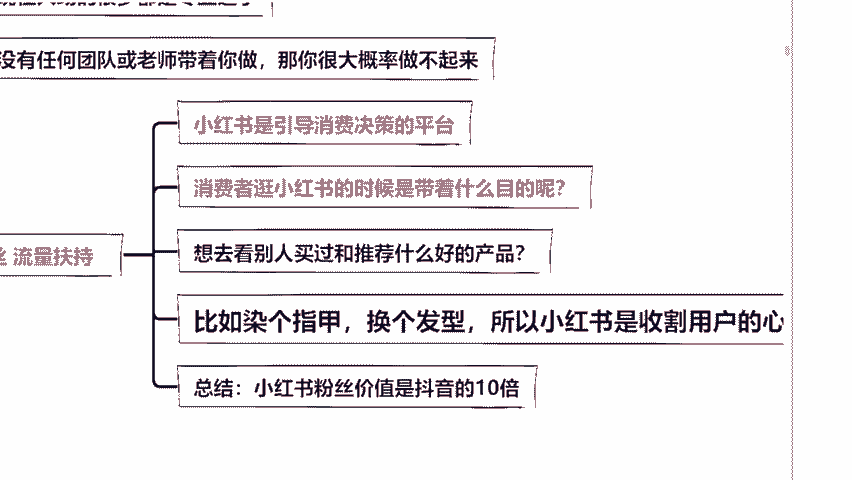 没有任何团队或老师带着你做，那你很大概率做不起来
小红书是引导消费决策的平台
消费者逛小红书的时候是带着什么目的呢？
流量扶持
想去看别人买过和推荐什么好的产品？
比如染个指甲，换个发型，所以小红书是收割用户的心
总结：小红书粉丝价值是抖音的10倍